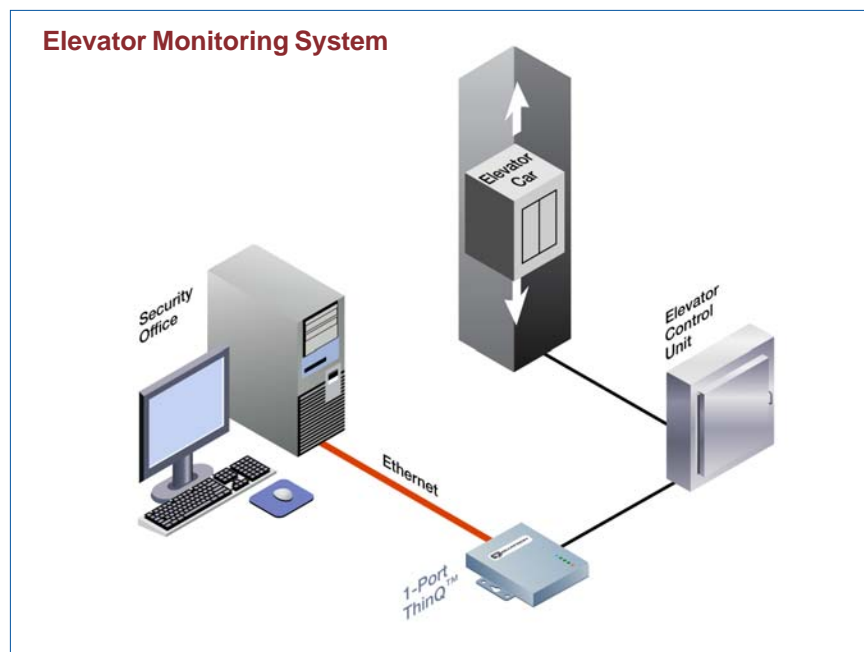 Elevator Monitoring System
Elevator
Car
Security
Office
Elevator
Control
Unit
Ethernet
1-Port
ThinQ™